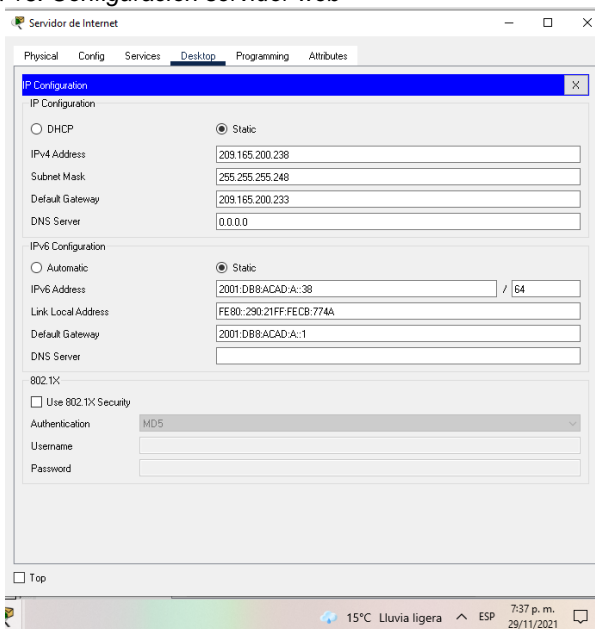 Servidor de Internet
Physical Config Services Desktop Programming Attributes
IP Configuration X
IP Configuration
DHCP Static
IPv4 Address 209.165.200.238
Subnet Mask 255.255.255.248
Default Gateway 209.165.200.233
DNS Server 0.0.0.0
IPv6 Configuration
Automatic Static
IPv6 Address 2001:DB8:ACAD:A::38 / 64
Link Local Address FE80::290:21FF:FECB:774A
Default Gateway 2001:DB8:ACAD:A::1
DNS Server
802.1X
Use 802.1X Security
Authentication MD5
Username
Password
Top
15°C Lluvia ligera ESP 7:37 p. m.
29/11/2021